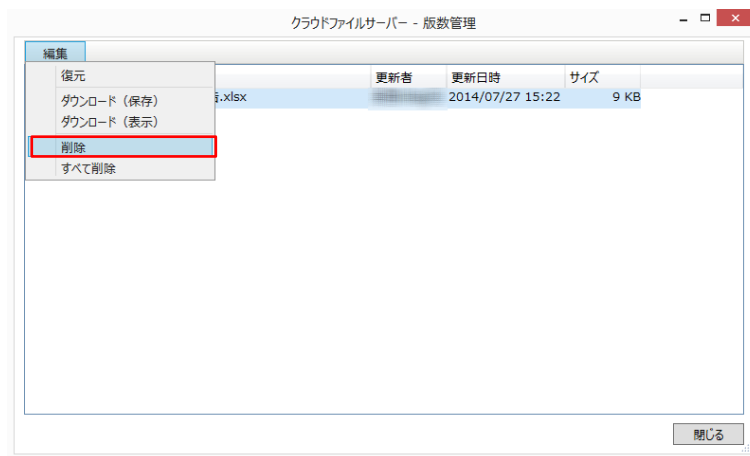 クラウドファイルサーバー - 版数管理
編集
復元
ダウンロード（保存）
ダウンロード（表示）
削除
すべて削除
更新者 更新日時 サイズ
.xlsx 2014/07/27 15:22 9 KB
閉じる